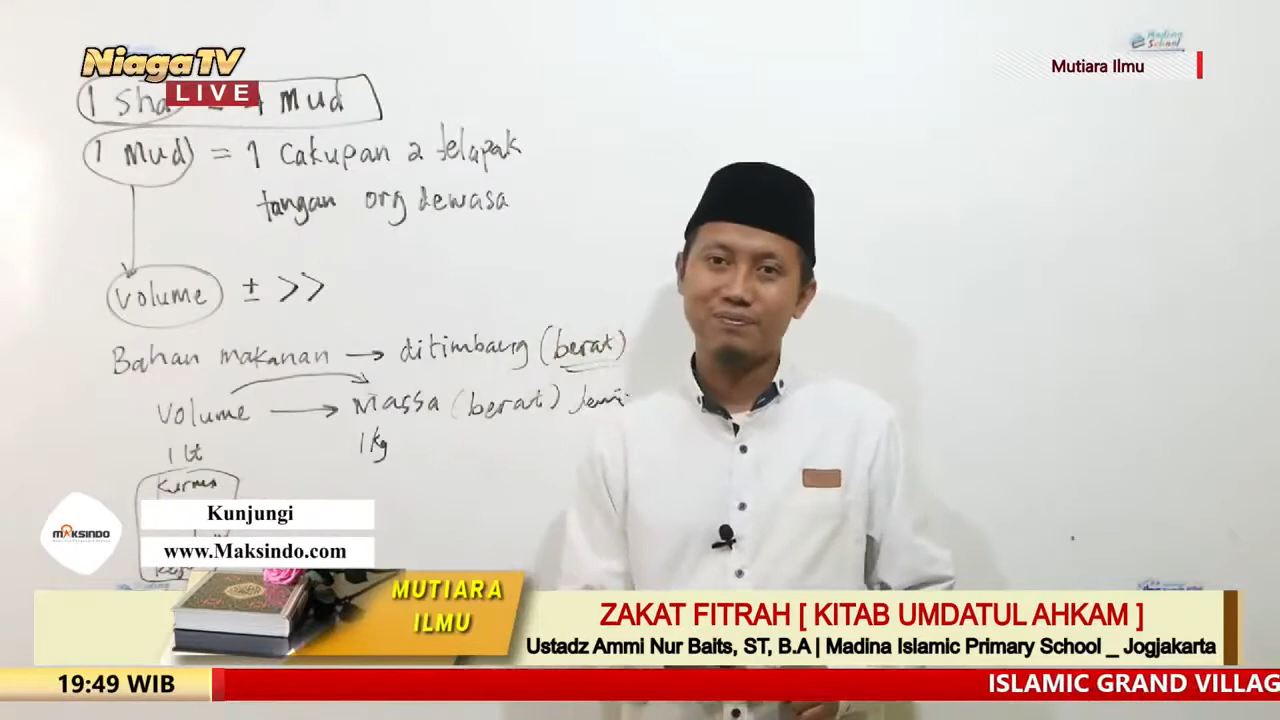 NiagaTV
LIVE
Madina School
Mutiara Ilmu
1 Sha = 4 Mud
1 Mud = 1 Cakupan 2 telapak
tangan org dewasa
volume ± >>
Bahan makanan → ditimbang (berat)
volume → Massa (berat)
1 lt 1 Kg
Kurma
MAKSINDO
Kunjungi
www.Maksindo.com
MUTIARA
ILMU
ZAKAT FITRAH [ KITAB UMDATUL AHKAM ]
Ustadz Ammi Nur Baits, ST, B.A | Madina Islamic Primary School _ Jogjakarta
19:49 WIB
ISLAMIC GRAND VILLAG